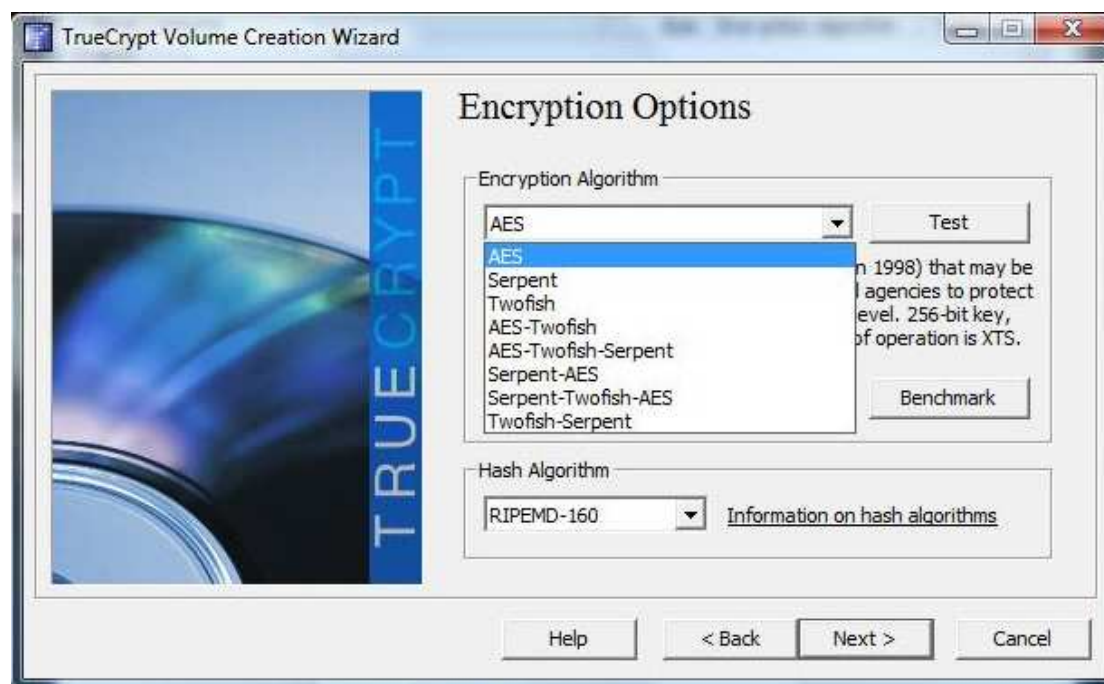 TrueCrypt Volume Creation Wizard
TRUECRYPT
Encryption Options
Encryption Algorithm
AES
Test
AES
Serpent
Twofish
AES-Twofish
AES-Twofish-Serpent
Serpent-AES
Serpent-Twofish-AES
Twofish-Serpent
n 1998) that may be
agencies to protect
evel. 256-bit key,
of operation is XTS.
Benchmark
Hash Algorithm
RIPEMD-160
Information on hash algorithms
Help
< Back
Next >
Cancel